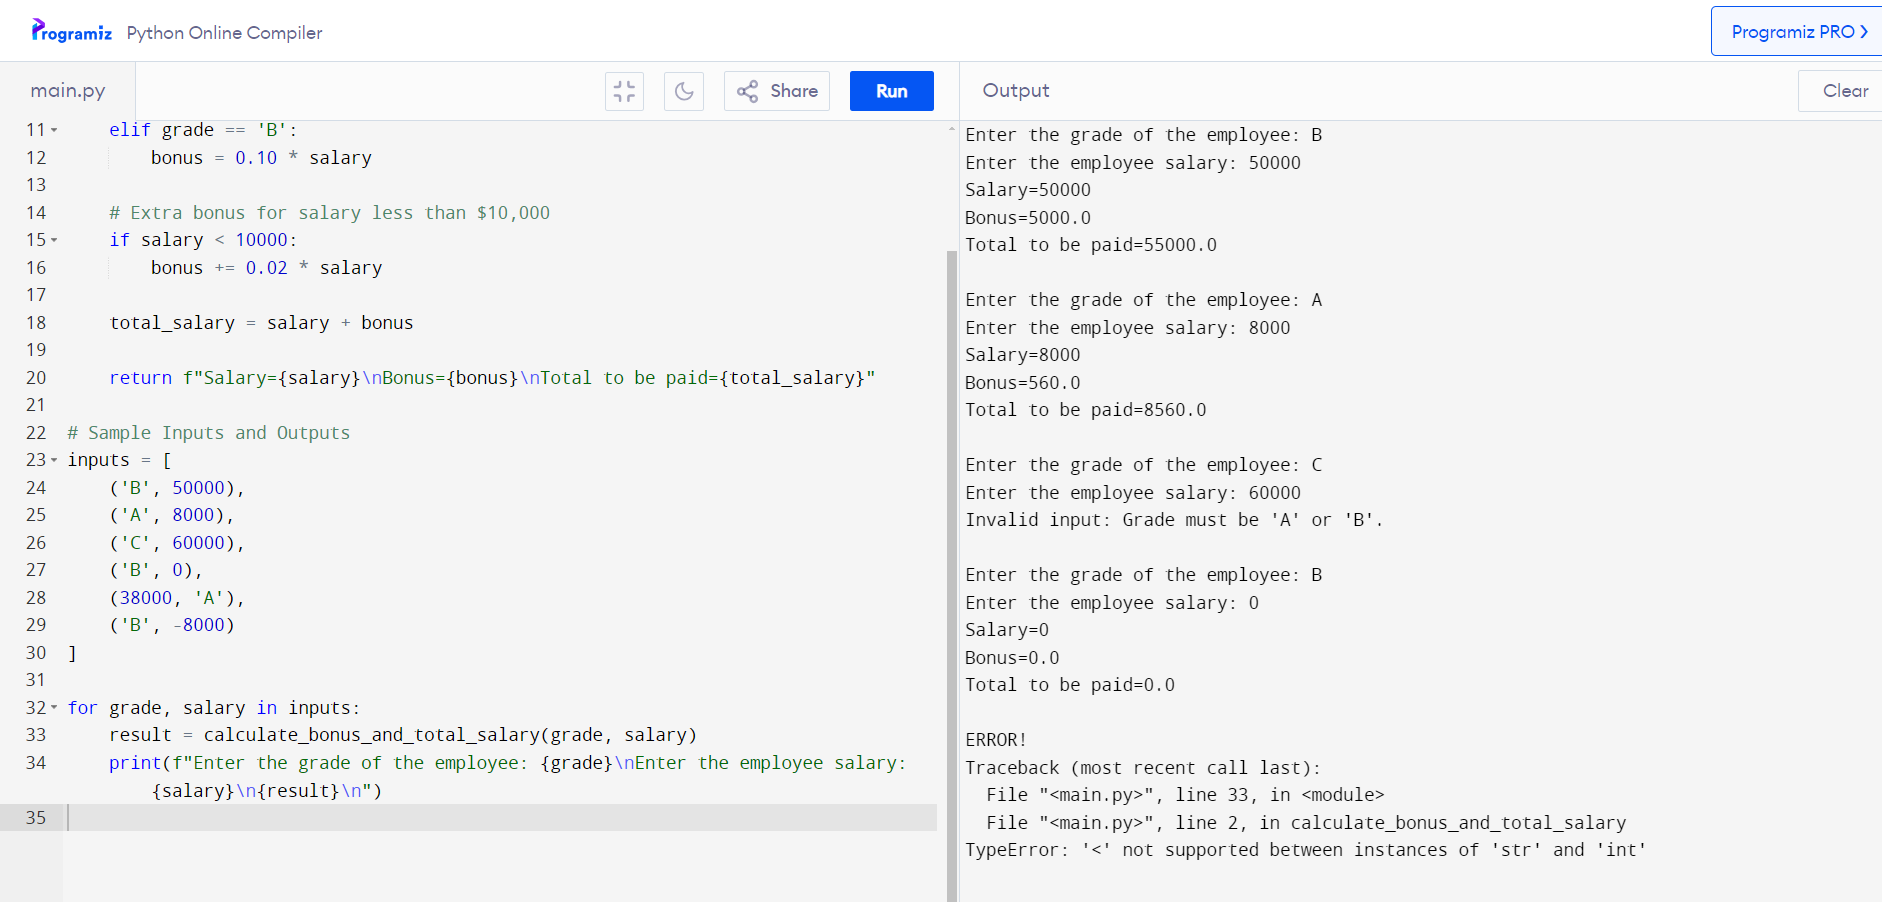 Programiz Python Online Compiler
Programiz PRO
main.py
Share
Run
Output
Clear
11 elif grade == 'B':
12 bonus = 0.10 * salary
13
14 # Extra bonus for salary less than $10,000
15 if salary < 10000:
16 bonus += 0.02 * salary
17
18 total_salary = salary + bonus
19
20 return f"Salary={salary}\nBonus={bonus}\nTotal to be paid={total_salary}"
21
22 # Sample Inputs and Outputs
23 inputs = [
24 ('B', 50000),
25 ('A', 8000),
26 ('C', 60000),
27 ('B', 0),
28 (38000, 'A'),
29 ('B', -8000)
30 ]
31
32 for grade, salary in inputs:
33 result = calculate_bonus_and_total_salary(grade, salary)
34 print(f"Enter the grade of the employee: {grade}\nEnter the employee salary:
{salary}\n{result}\n")
35
Enter the grade of the employee: B
Enter the employee salary: 50000
Salary=50000
Bonus=5000.0
Total to be paid=55000.0
Enter the grade of the employee: A
Enter the employee salary: 8000
Salary=8000
Bonus=560.0
Total to be paid=8560.0
Enter the grade of the employee: C
Enter the employee salary: 60000
Invalid input: Grade must be 'A' or 'B'.
Enter the grade of the employee: B
Enter the employee salary: 0
Salary=0
Bonus=0.0
Total to be paid=0.0
ERROR!
Traceback (most recent call last):
File "<main.py>", line 33, in <module>
File "<main.py>", line 2, in calculate_bonus_and_total_salary
TypeError: '<' not supported between instances of 'str' and 'int'